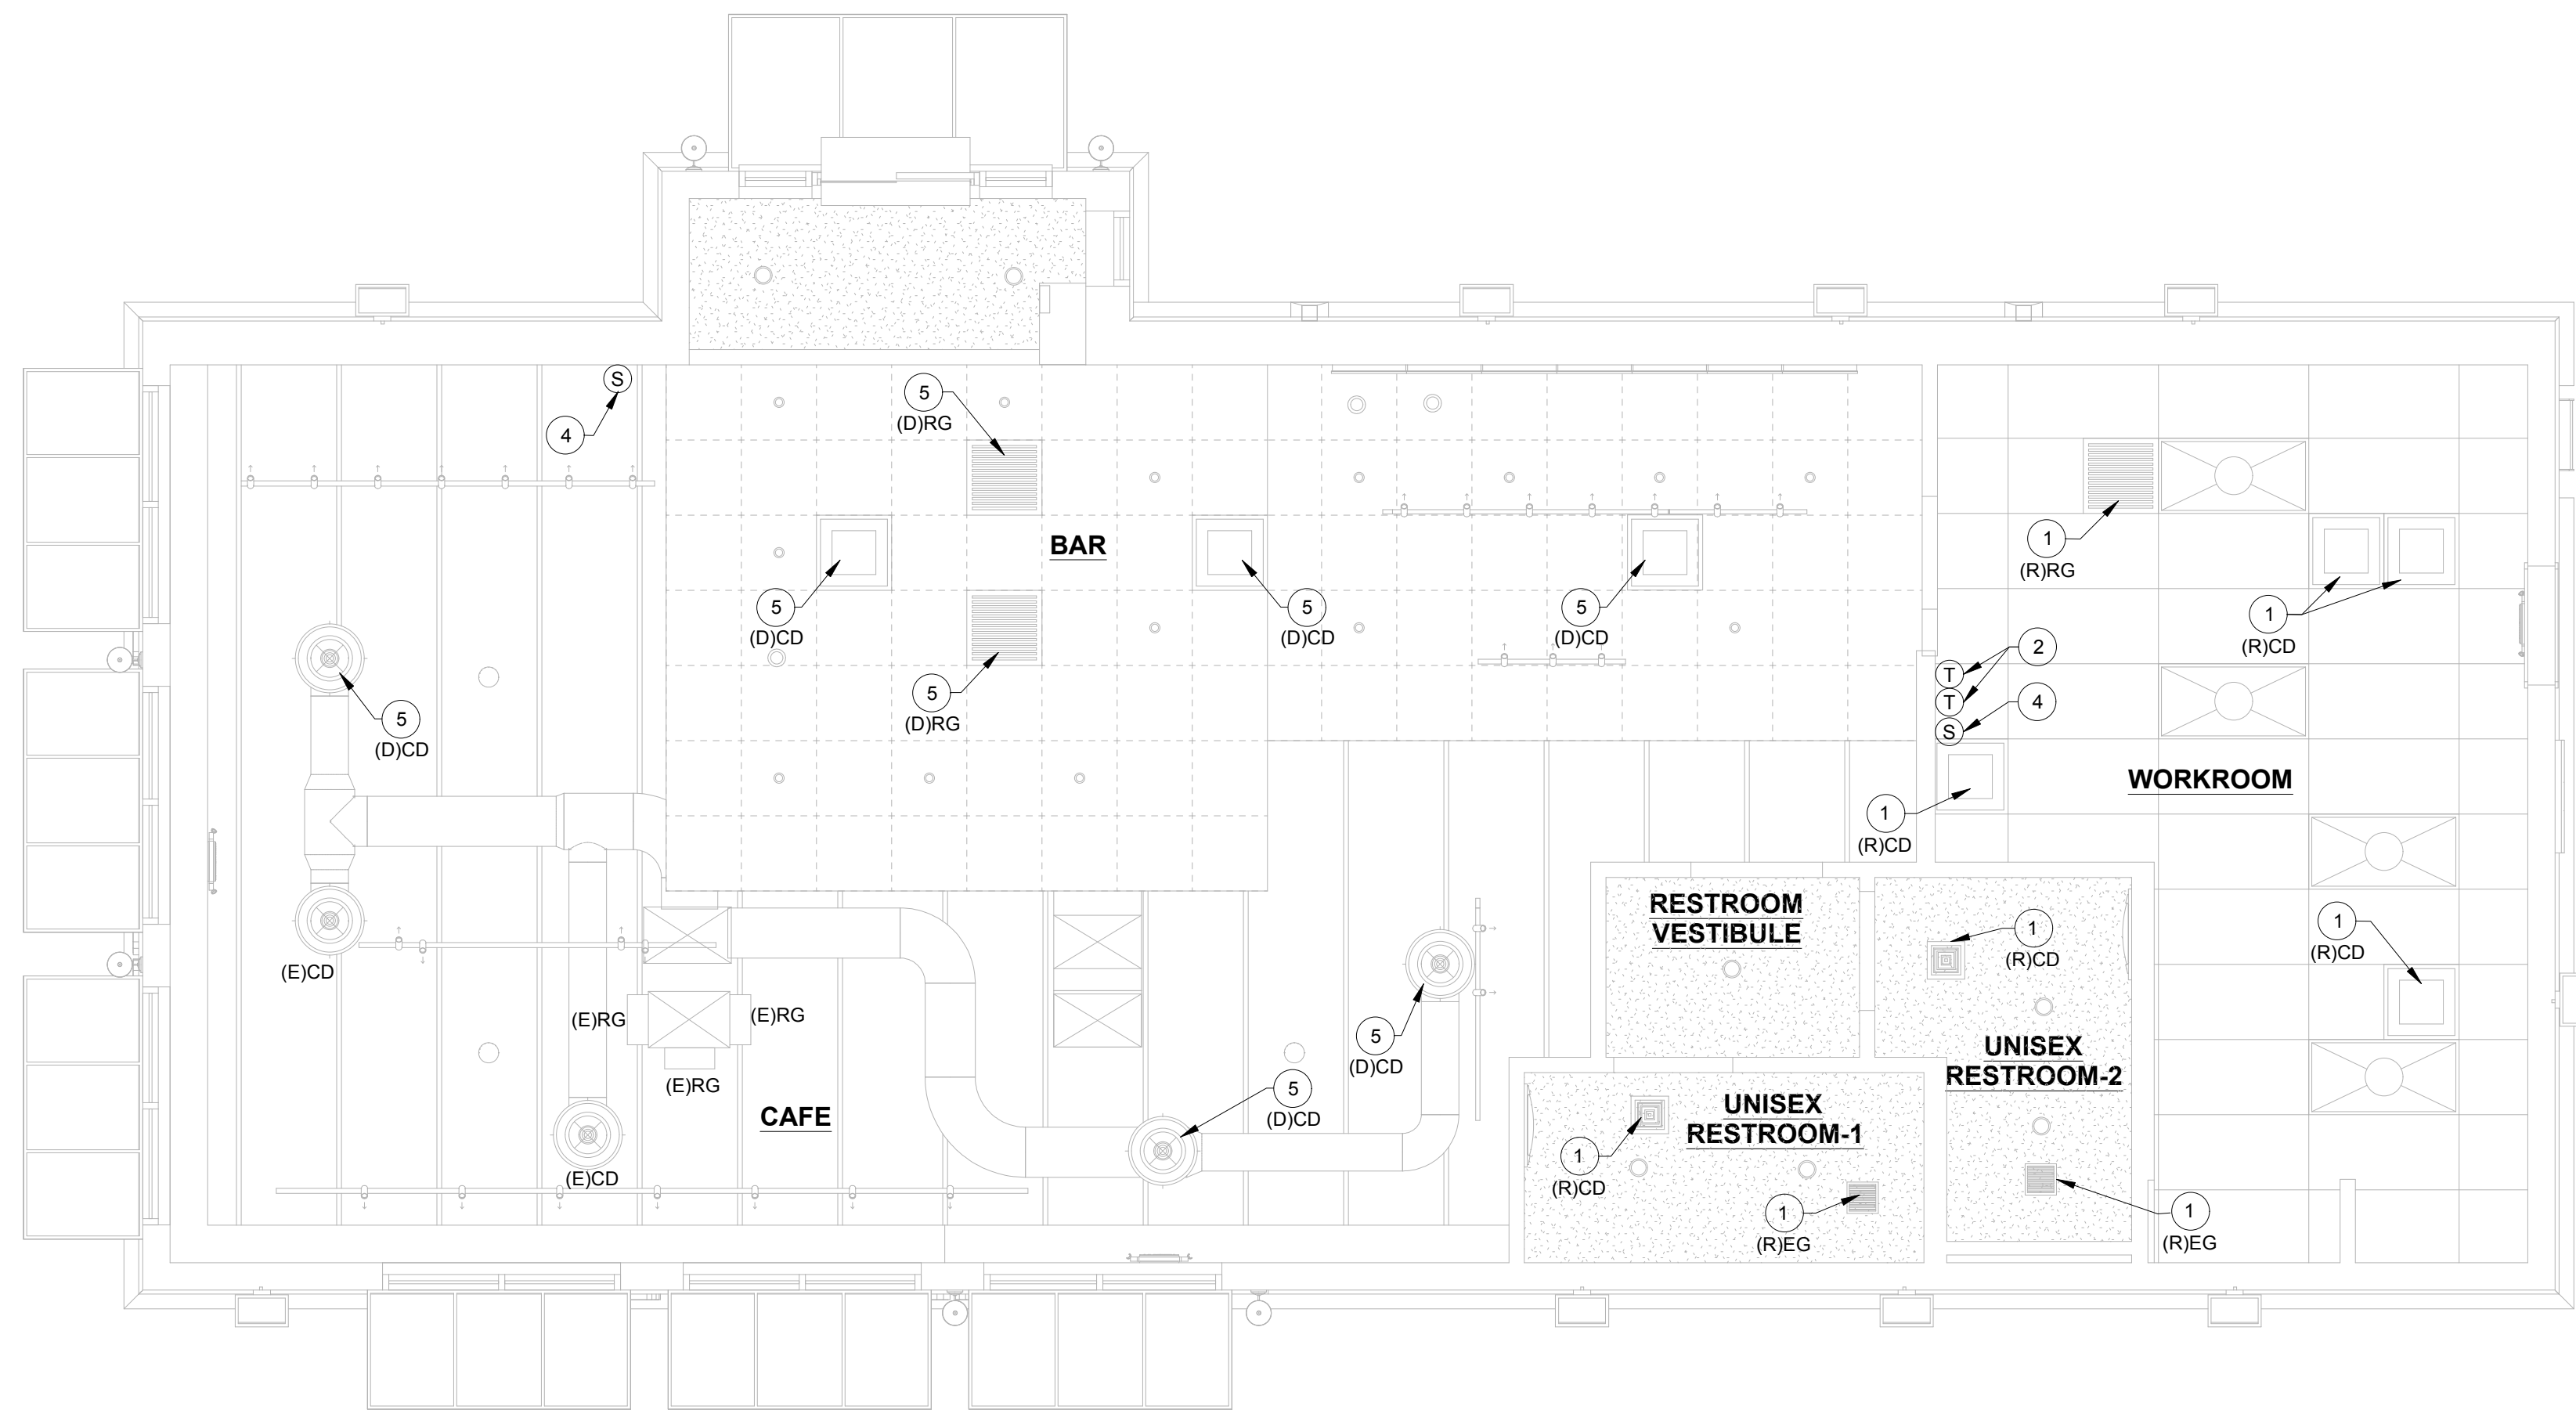 S
4
5
(D)RG
BAR
5
(D)CD
5
(D)CD
5
(D)CD
1
(R)RG
1
(R)CD
2
T
T
4
S
5
(D)RG
5
(D)CD
WORKROOM
1
(R)CD
RESTROOM
VESTIBULE
1
(R)CD
1
(R)CD
(E)CD
(E)RG
(E)RG
(E)RG
5
(D)CD
5
(D)CD
UNISEX
RESTROOM-2
CAFE
UNISEX
RESTROOM-1
1
(R)CD
(E)CD
1
(R)EG
1
(R)EG